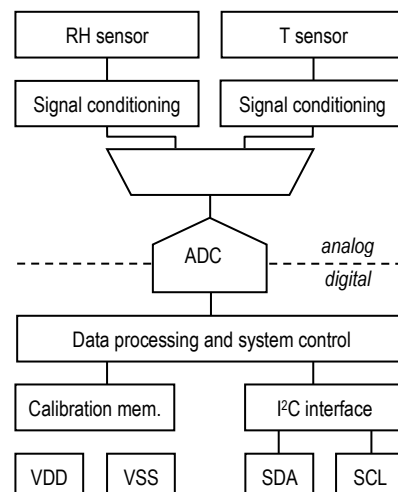 RH sensor
T sensor
Signal conditioning
Signal conditioning
ADC
analog
digital
Data processing and system control
Calibration mem.
I²C interface
VDD
VSS
SDA
SCL